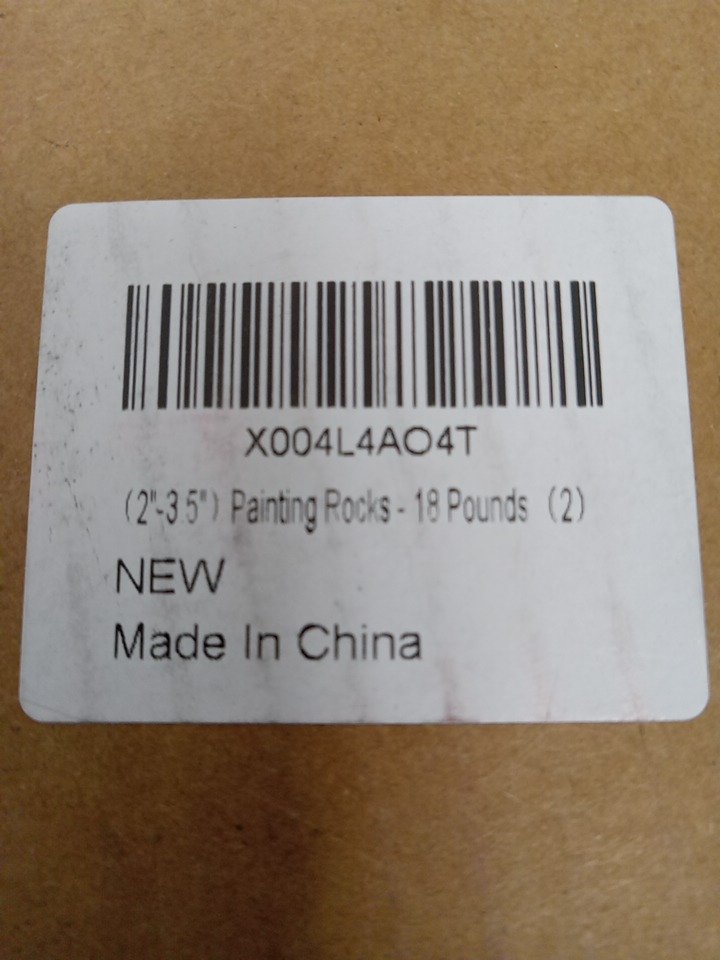 X004L4AO4T
(2"-3.5") Painting Rocks - 18 Pounds (2)
NEW
Made In China